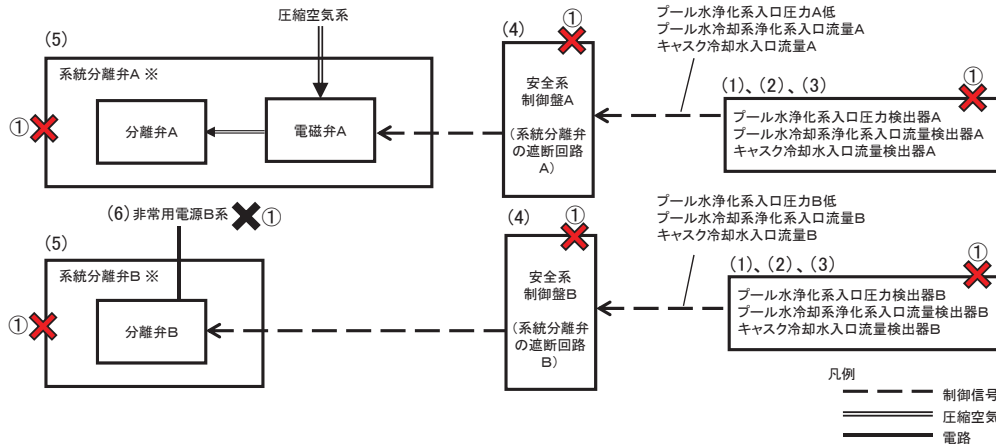 圧縮空気系
(5)
系統分離弁A ※
①
分離弁A
電磁弁A
(4)
①
安全系
制御盤A
(系統分離弁
の遮断回路
A)
プール水浄化系入口圧力A低
プール水冷却系浄化系入口流量A
キャスク冷却水入口流量A
(1)、(2)、(3)
①
プール水浄化系入口圧力検出器A
プール水冷却系浄化系入口流量検出器A
キャスク冷却水入口流量検出器A
(6) 非常用電源B系
①
(5)
系統分離弁B ※
①
分離弁B
(4)
①
安全系
制御盤B
(系統分離弁
の遮断回路
B)
プール水浄化系入口圧力B低
プール水冷却系浄化系入口流量B
キャスク冷却水入口流量B
(1)、(2)、(3)
①
プール水浄化系入口圧力検出器B
プール水冷却系浄化系入口流量検出器B
キャスク冷却水入口流量検出器B
凡例
制御信号
圧縮空気
電路